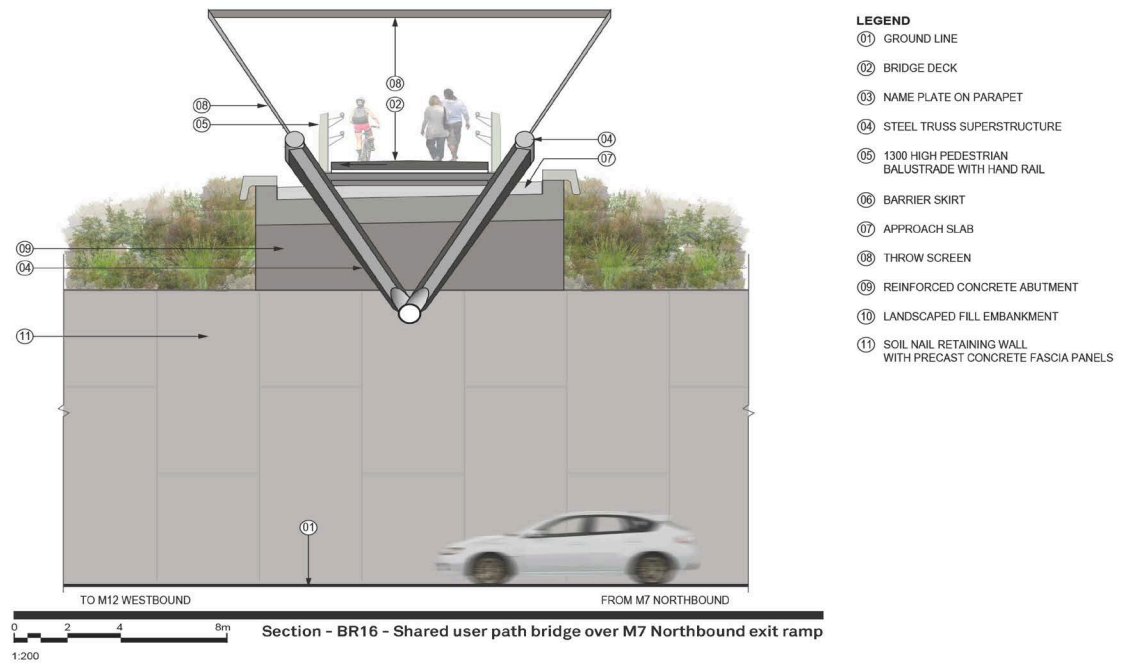 08
08
02
05
04
07
09
04
11
01
TO M12 WESTBOUND
FROM M7 NORTHBOUND
0 2 4 8m
1:200
Section - BR16 - Shared user path bridge over M7 Northbound exit ramp
LEGEND
01 GROUND LINE
02 BRIDGE DECK
03 NAME PLATE ON PARAPET
04 STEEL TRUSS SUPERSTRUCTURE
05 1300 HIGH PEDESTRIAN
BALUSTRADE WITH HAND RAIL
06 BARRIER SKIRT
07 APPROACH SLAB
08 THROW SCREEN
09 REINFORCED CONCRETE ABUTMENT
10 LANDSCAPED FILL EMBANKMENT
11 SOIL NAIL RETAINING WALL
WITH PRECAST CONCRETE FASCIA PANELS